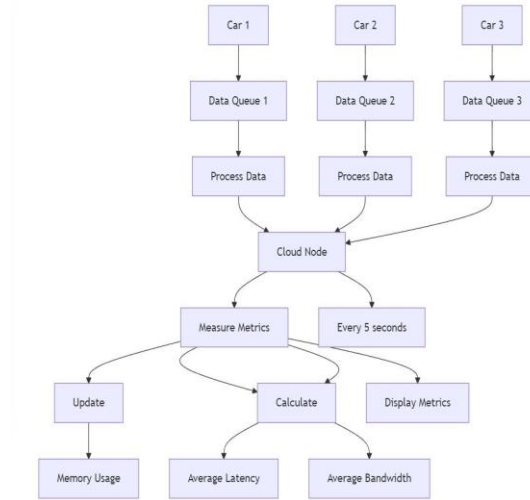 Car 1
Car 2
Car 3
Data Queue 1
Data Queue 2
Data Queue 3
Process Data
Process Data
Process Data
Cloud Node
Measure Metrics
Every 5 seconds
Update
Calculate
Display Metrics
Memory Usage
Average Latency
Average Bandwidth